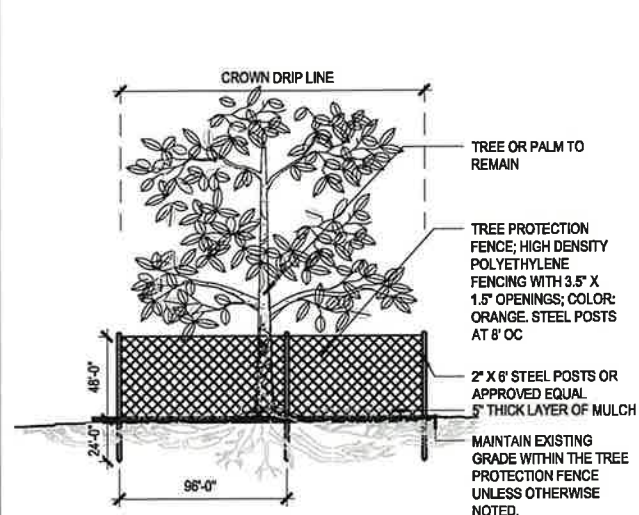 CROWN DRIP LINE
TREE OR PALM TO
REMAIN
TREE PROTECTION
FENCE; HIGH DENSITY
POLYETHYLENE
FENCING WITH 3.5" X
1.5" OPENINGS; COLOR:
ORANGE. STEEL POSTS
AT 8' OC
2" X 6' STEEL POSTS OR
APPROVED EQUAL
5" THICK LAYER OF MULCH
MAINTAIN EXISTING
GRADE WITHIN THE TREE
PROTECTION FENCE
UNLESS OTHERWISE
NOTED.
48'-0"
24'-0"
96'-0"